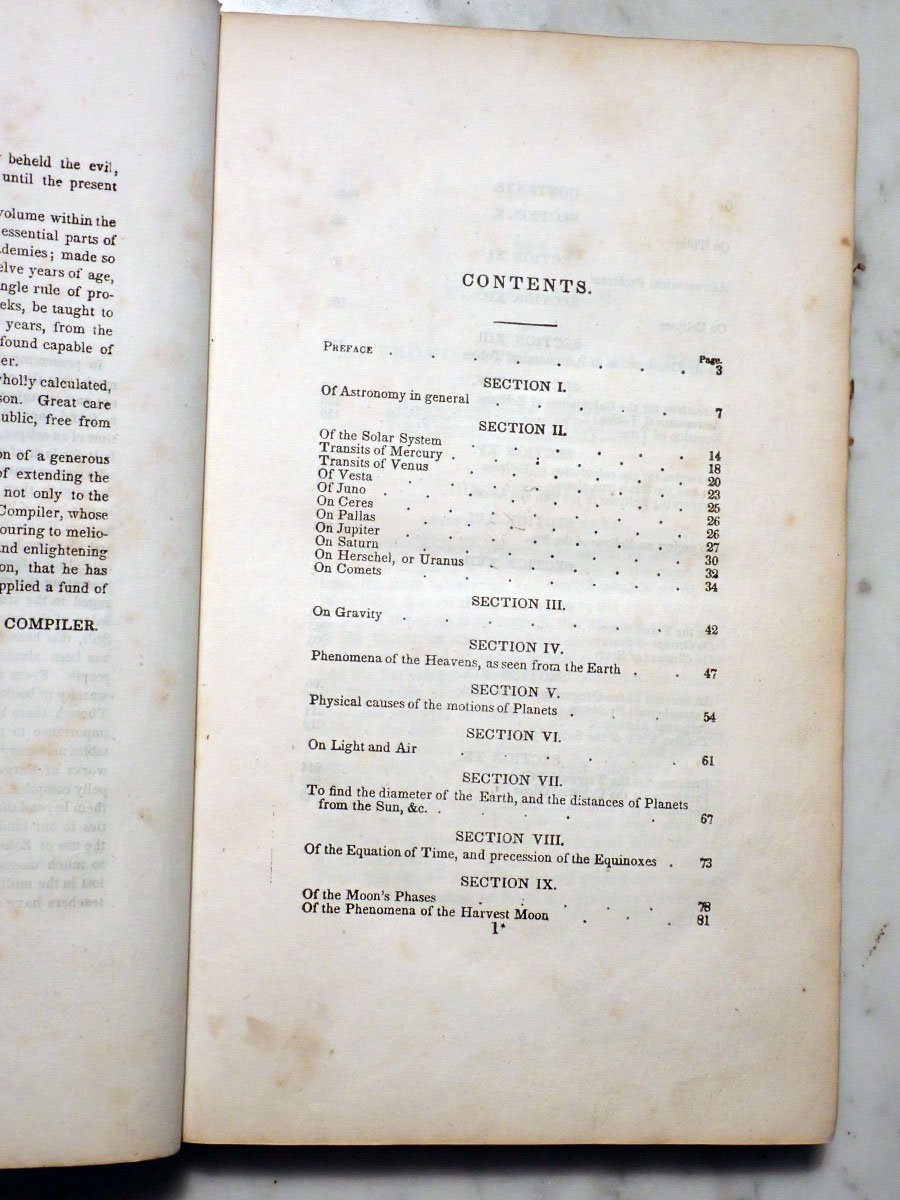 beheld the evil,
until the present
volume within the
essential parts of
demies; made so
elve years of age,
ngle rule of pro-
eks, be taught to
years, from the
found capable of
er.
holly calculated,
son. Great care
ublic, free from
on of a generous
of extending the
not only to the
Compiler, whose
ouring to melio-
nd enlightening
on, that he has
pplied a fund of
COMPILER.
CONTENTS.
Page.
PREFACE . . . . . . . 3
SECTION I.
Of Astronomy in general . . . . . 7
SECTION II.
Of the Solar System . . . . . 14
Transits of Mercury . . . . . 18
Transits of Venus . . . . . 20
Of Vesta . . . . . . 23
Of Juno . . . . . . 25
On Ceres . . . . . . 26
On Pallas . . . . . . 26
On Jupiter . . . . . . 27
On Saturn . . . . . . 30
On Herschel, or Uranus . . . . . 32
On Comets . . . . . . 34
SECTION III.
On Gravity . . . . . . 42
SECTION IV.
Phenomena of the Heavens, as seen from the Earth . . 47
SECTION V.
Physical causes of the motions of Planets . . . 54
SECTION VI.
On Light and Air . . . . . 61
SECTION VII.
To find the diameter of the Earth, and the distances of Planets
from the Sun, &c. . . . . . 67
SECTION VIII.
Of the Equation of Time, and precession of the Equinoxes . 73
SECTION IX.
Of the Moon's Phases . . . . 78
Of the Phenomena of the Harvest Moon . . . 81
1*